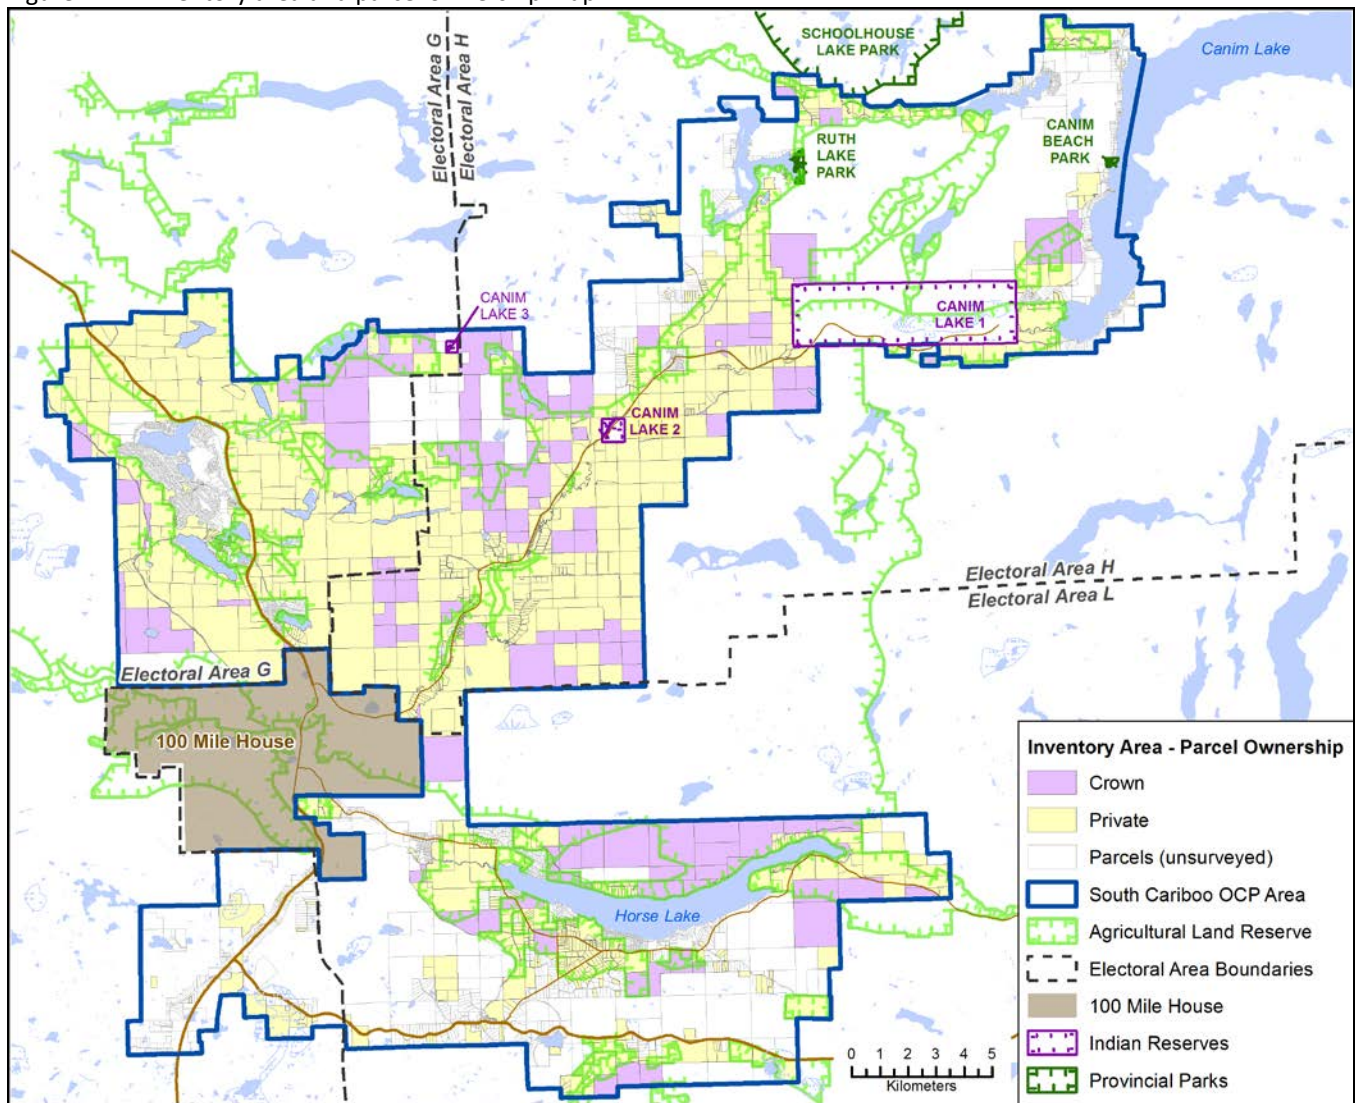 SCHOOLHOUSE
LAKE PARK
Canim Lake
Electoral Area G
Electoral Area H
RUTH
LAKE
PARK
CANIM
BEACH
PARK
CANIM
LAKE 3
CANIM
LAKE 1
CANIM
LAKE 2
Electoral Area H
Electoral Area L
Electoral Area G
100 Mile House
Horse Lake
Inventory Area - Parcel Ownership
Crown
Private
Parcels (unsurveyed)
South Cariboo OCP Area
Agricultural Land Reserve
Electoral Area Boundaries
100 Mile House
Indian Reserves
Provincial Parks
0 1 2 3 4 5
Kilometers